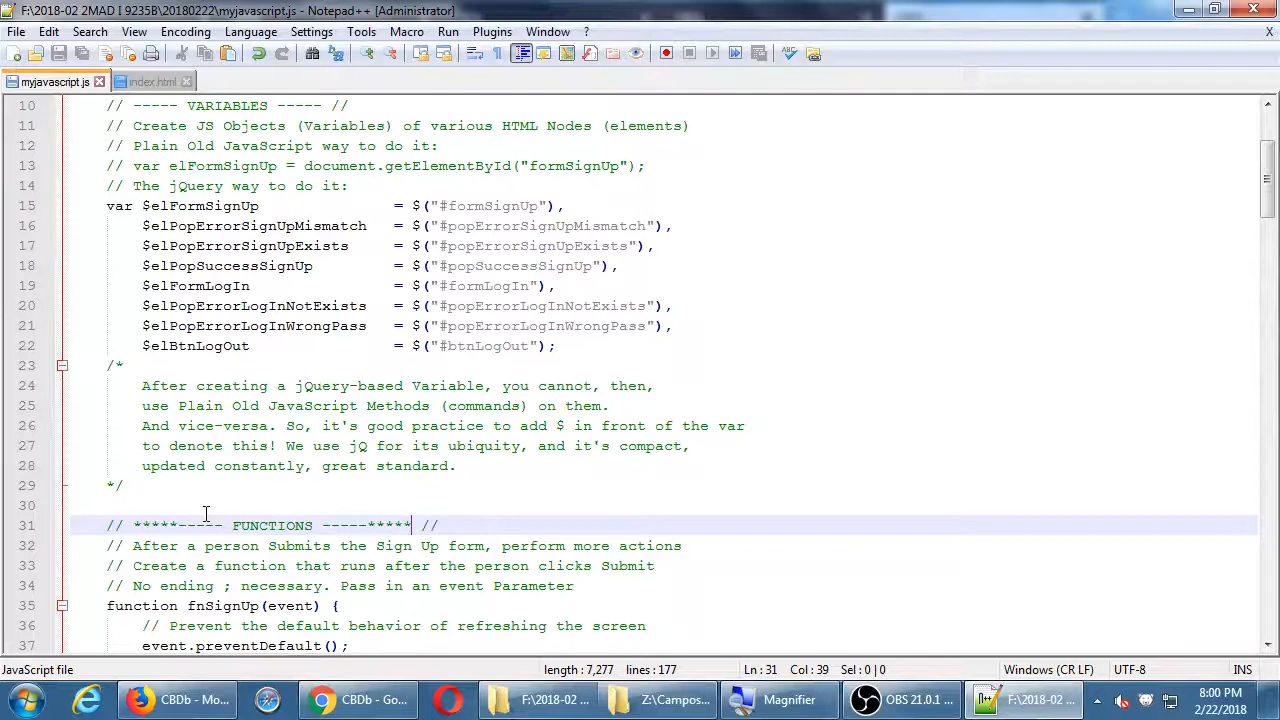 F:\2018-02 2MAD I 9235B\20180222\myjavascript.js - Notepad++ [Administrator]
File Edit Search View Encoding Language Settings Tools Macro Run Plugins Window ? X
myjavascript.js index.html
10 // ----- VARIABLES ----- //
11 // Create JS Objects (Variables) of various HTML Nodes (elements)
12 // Plain Old JavaScript way to do it:
13 // var elFormSignUp = document.getElementById("formSignUp");
14 // The jQuery way to do it:
15 var $elFormSignUp = $("#formSignUp"),
16 $elPopErrorSignUpMismatch = $("#popErrorSignUpMismatch"),
17 $elPopErrorSignUpExists = $("#popErrorSignUpExists"),
18 $elPopSuccessSignUp = $("#popSuccessSignUp"),
19 $elFormLogIn = $("#formLogIn"),
20 $elPopErrorLogInNotExists = $("#popErrorLogInNotExists"),
21 $elPopErrorLogInWrongPass = $("#popErrorLogInWrongPass"),
22 $elBtnLogOut = $("#btnLogOut");
23 /*
24 After creating a jQuery-based Variable, you cannot, then,
25 use Plain Old JavaScript Methods (commands) on them.
26 And vice-versa. So, it's good practice to add $ in front of the var
27 to denote this! We use jQ for its ubiquity, and it's compact,
28 updated constantly, great standard.
29 */
30
31 // *****----- FUNCTIONS -----***** //
32 // After a person Submits the Sign Up form, perform more actions
33 // Create a function that runs after the person clicks Submit
34 // No ending ; necessary. Pass in an event Parameter
35 function fnSignUp(event) {
36 // Prevent the default behavior of refreshing the screen
37 event.preventDefault();
JavaScript file length : 7,277 lines : 177 Ln : 31 Col : 39 Sel : 0 | 0 Windows (CR LF) UTF-8 INS
CBDb - Mo... CBDb - Go... F:\2018-02 ... Z:\Campos... Magnifier OBS 21.0.1 ... F:\2018-02 ... 8:00 PM
2/22/2018